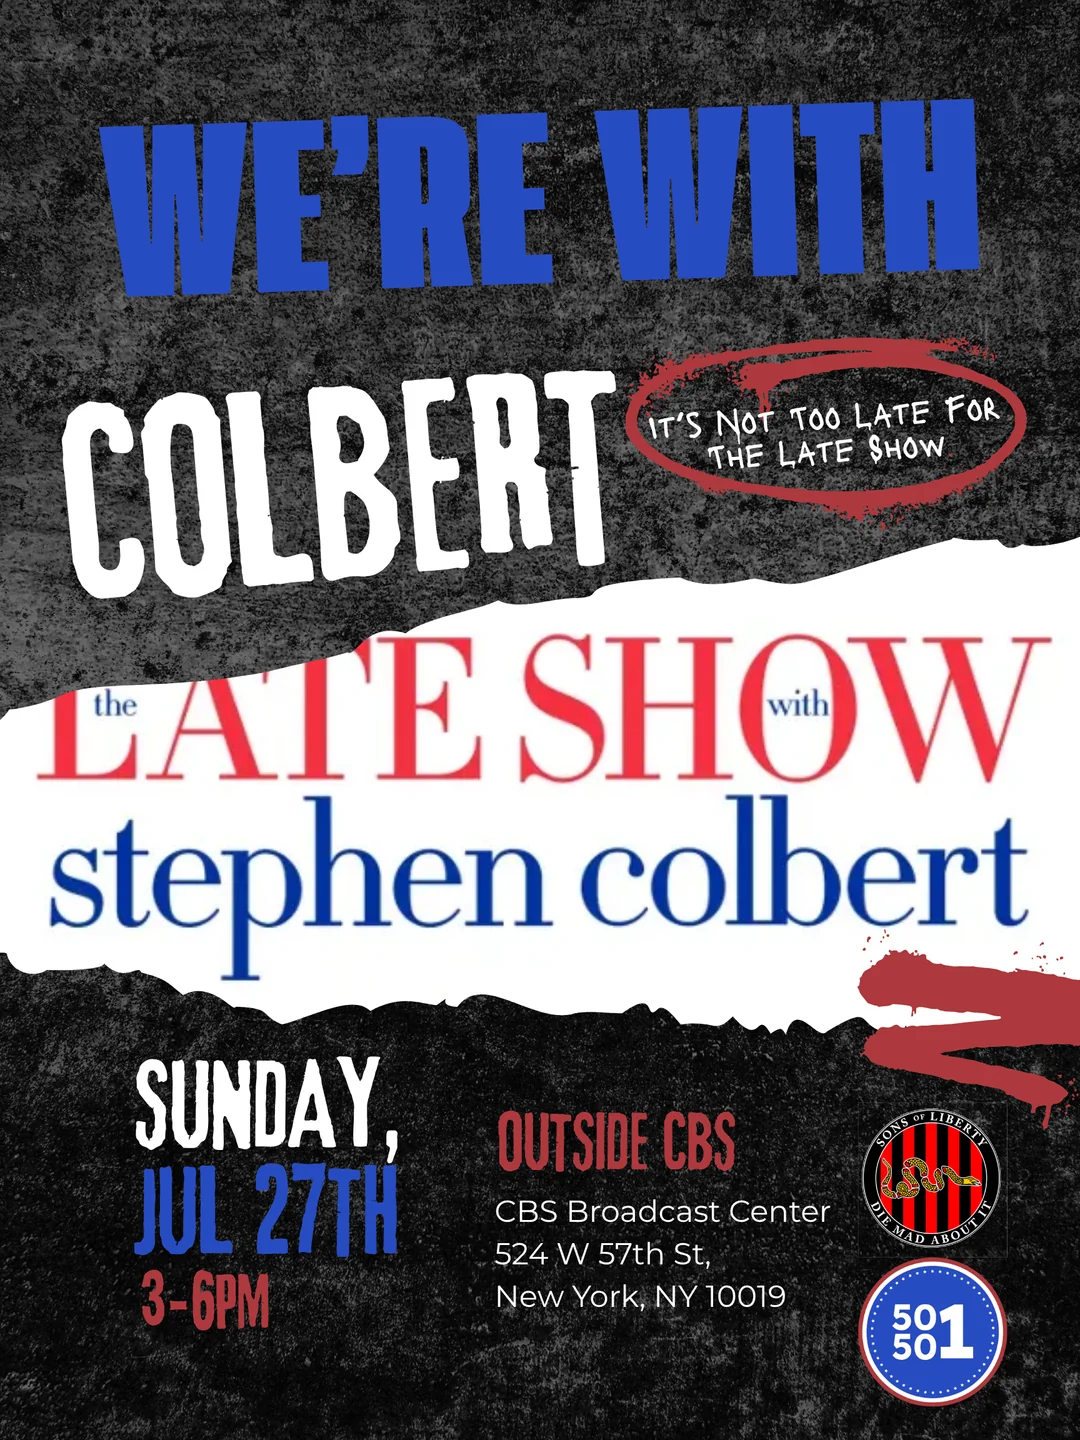 WE'RE WITH
COLBERT
IT'S NOT TOO LATE FOR
THE LATE $HOW
the LATE SHOW with
stephen colbert
SUNDAY,
JUL 27TH
3-6PM
OUTSIDE CBS
CBS Broadcast Center
524 W 57th St,
New York, NY 10019
SONS OF LIBERTY
DIE MAD ABOUT IT
50
50 1